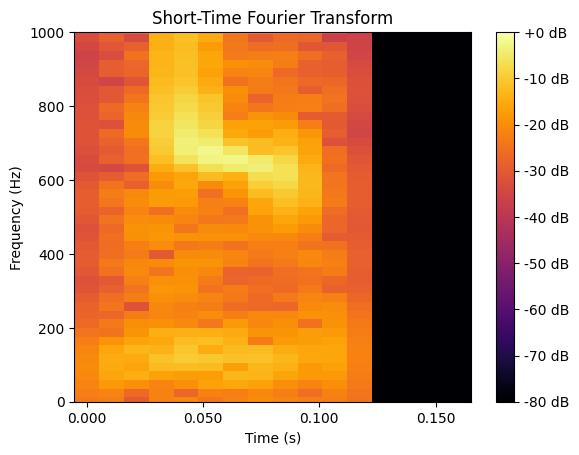 Short-Time Fourier Transform
1000
800
600
400
200
0
Frequency (Hz)
0.000
0.050
0.100
0.150
Time (s)
+0 dB
-10 dB
-20 dB
-30 dB
-40 dB
-50 dB
-60 dB
-70 dB
-80 dB